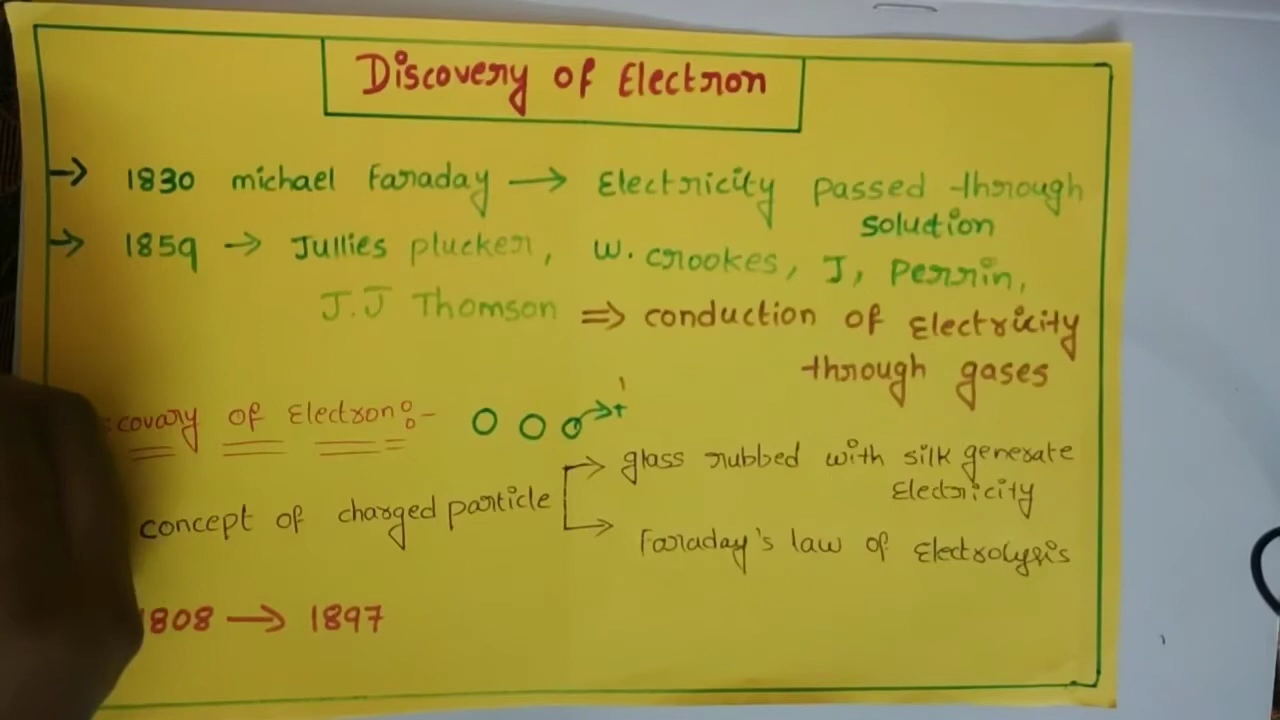 Discovery of Electron
→ 1830 michael Faraday → Electricity passed through
solution
→ 1859 → Jullies plucker, W. crookes, J, Perrin,
J.J Thomson ⇒ conduction of Electricity
through gases
covary of Electron:-
glass rubbed with silk generate
Electricity
concept of charged particle
Faraday's law of Electrolysis
1808 → 1897